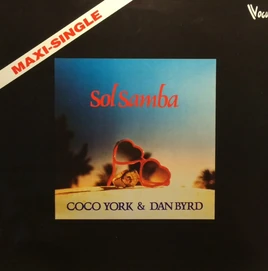 MAXI-SINGLE
Sol Samba
COCO YORK & DAN BYRD